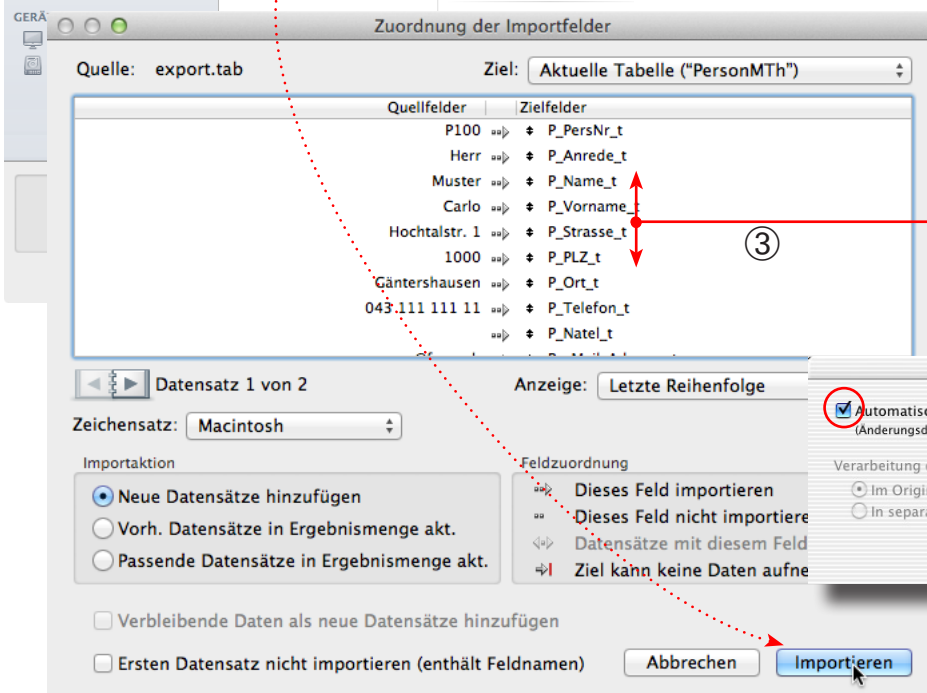 GERÄ
Zuordnung der Importfelder
Quelle: export.tab Ziel: Aktuelle Tabelle ("PersonMTh")
Quellfelder Zielfelder
P100 P_PersNr_t
Herr P_Anrede_t
Muster P_Name_t
Carlo P_Vorname_t
Hochtalstr. 1 P_Strasse_t
③
1000 P_PLZ_t
Gäntershausen P_Ort_t
043 111 111 11 P_Telefon_t
P_Natel_t
Datensatz 1 von 2 Anzeige: Letzte Reihenfolge
Zeichensatz: Macintosh
Automatisc
(Änderungsd
Importaktion Feldzuordnung
Verarbeitung
Neue Datensätze hinzufügen Dieses Feld importieren
Im Origi
Vorh. Datensätze in Ergebnismenge akt. Dieses Feld nicht importiere
In separa
Datensätze mit diesem Feld
Passende Datensätze in Ergebnismenge akt. Ziel kann keine Daten aufne
Verbleibende Daten als neue Datensätze hinzufügen
Ersten Datensatz nicht importieren (enthält Feldnamen) Abbrechen Importieren